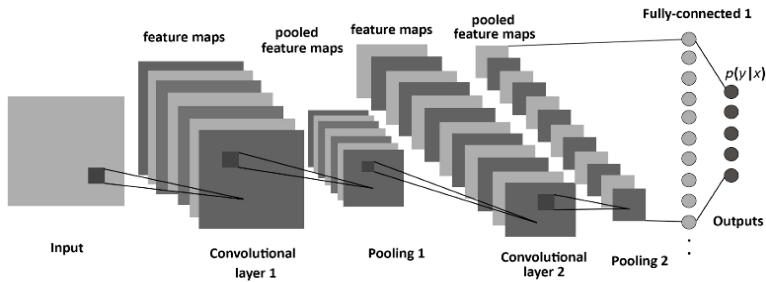 feature maps
pooled
feature maps
feature maps
pooled
feature maps
Fully-connected 1
p(y|x)
Input
Convolutional
layer 1
Pooling 1
Convolutional
layer 2
Pooling 2
Outputs